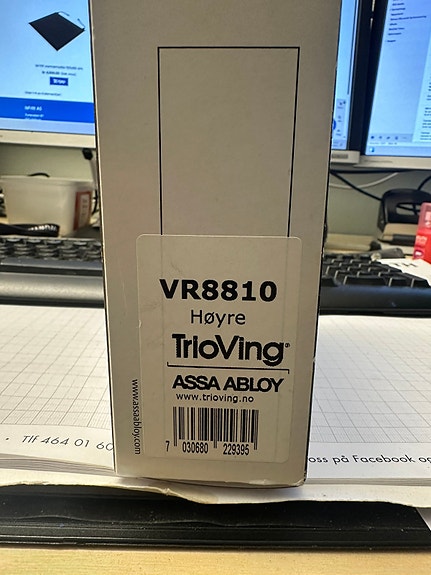 VR8810
Høyre
TrioVing®
ASSA ABLOY
www.trioving.no
7 030680 229395
www.assaabloy.com
• Tlf 464 01 60
oss på Facebook og